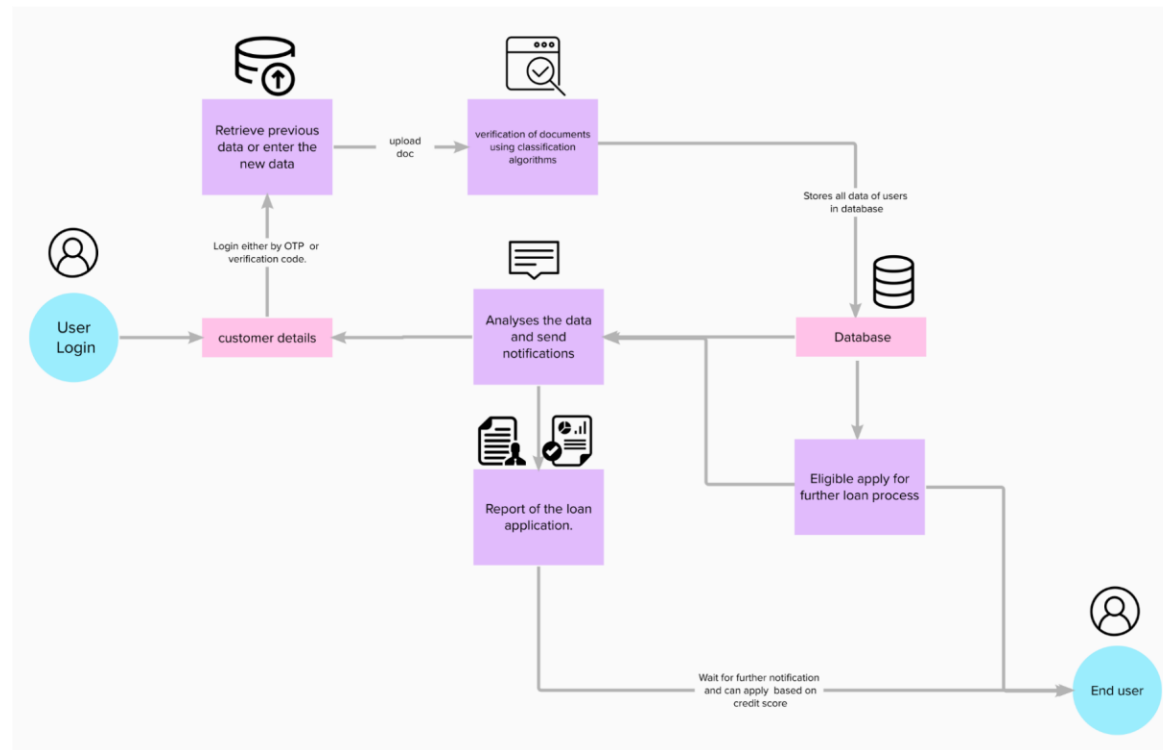 Retrieve previous
data or enter the
new data
upload
doc
verification of documents
using classification
algorithms
Stores all data of users
in database
Login either by OTP or
verification code.
User
Login
customer details
Analyses the data
and send
notifications
Database
Report of the loan
application.
Eligible apply for
further loan process
Wait for further notification
and can apply based on
credit score
End user